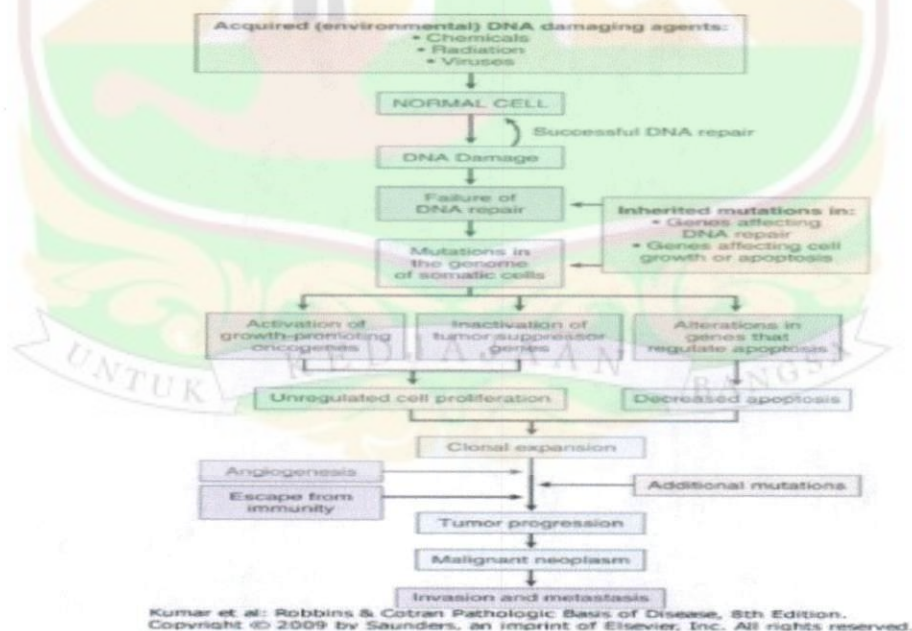 Acquired (environmental) DNA damaging agents:
• Chemicals
• Radiation
• Viruses
NORMAL CELL
Successful DNA repair
DNA Damage
Failure of
DNA repair
Inherited mutations in:
• Genes affecting
DNA repair
• Genes affecting cell
growth or apoptosis
Mutations in
the genome
of somatic cells
Activation of
growth-promoting
oncogenes
Inactivation of
tumor suppressor
genes
Alterations in
genes that
regulate apoptosis
UNTUK KEDJAJAAN BANGSA
Unregulated cell proliferation
Decreased apoptosis
Clonal expansion
Angiogenesis
Additional mutations
Escape from
immunity
Tumor progression
Malignant neoplasm
Invasion and metastasis
Kumar et al: Robbins & Cotran Pathologic Basis of Disease, 8th Edition.
Copyright © 2009 by Saunders, an imprint of Elsevier, Inc. All rights reserved.